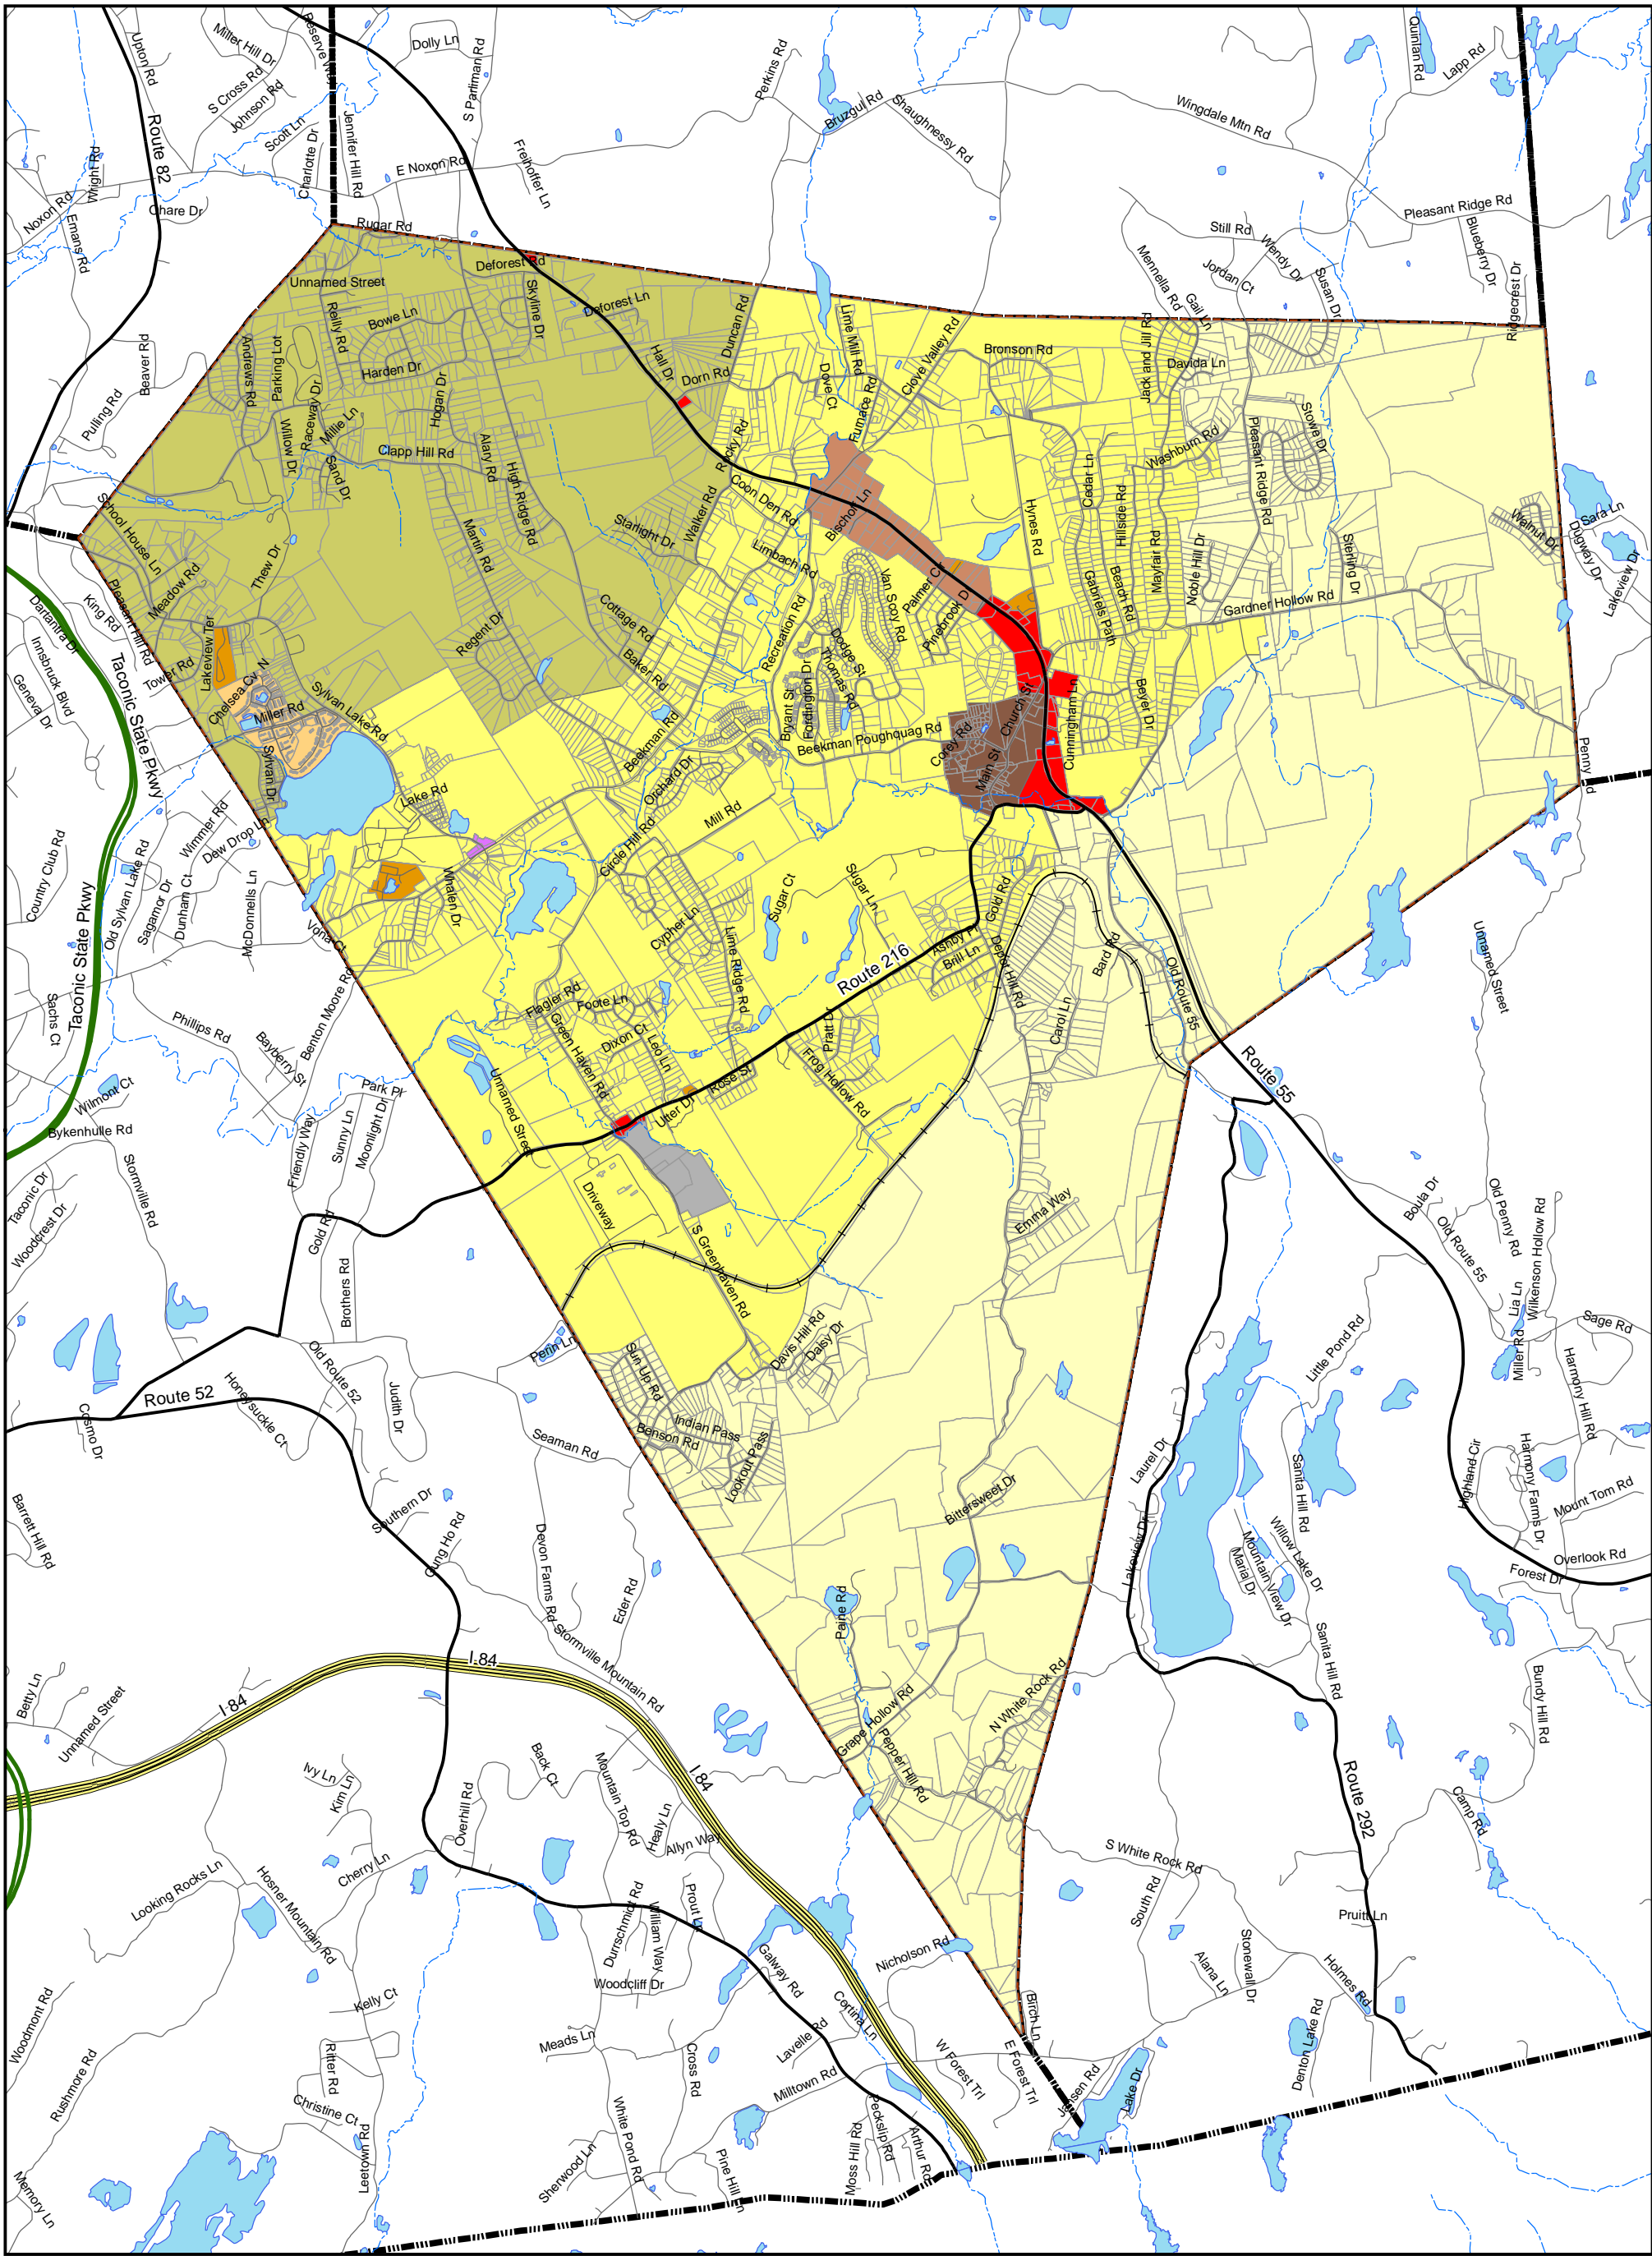 Upton Rd
Miller Hill Dr
Reserve Way
Dolly Ln
S Parliman Rd
Perkins Rd
Quinlan Rd
Lapp Rd
S Cross Rd
Johnson Rd
Scott Ln
Route 82
Charlotte Dr
Jennifer Hill Rd
E Noxon Rd
Freihoffer Ln
Bruzgul Rd
Shaughnessy Rd
Wingdale Mtn Rd
Wright Rd
Noxon Rd
Emans Rd
Chare Dr
Rugar Rd
Still Rd
Pleasant Ridge Rd
Blueberry Dr
Wendy Dr
Jordan Ct
Mennella Rd
Susan Dr
Gail Ln
Ridgecrest Dr
Deforest Rd
Unnamed Street
Skyline Dr
Deforest Ln
Reilly Rd
Bowe Ln
Duncan Rd
Lime Mill Rd
Clove Valley Rd
Bronson Rd
Jack and Jill Rd
Davida Ln
Beaver Rd
Andrews Rd
Parking Lot
Harden Dr
Hall Dr
Dorn Rd
Dove Ct
Furnace Rd
Pulling Rd
Raceway Dr
Hogan Dr
Millie Ln
Willow Dr
Clapp Hill Rd
Alary Rd
Sand Dr
High Ridge Rd
Rocky Rd
Coon Den Rd
Washburn Rd
Stowe Dr
Pleasant Ridge Rd
Cedar Ln
Hillside Rd
Hynes Rd
Bischof Ln
Walker Rd
Starlight Dr
Limbach Rd
School House Ln
Martin Rd
Thew Dr
Meadow Rd
Mayfair Rd
Noble Hill Dr
Sterling Dr
Walnut Dr
Sara Ln
Dugway Dr
Lakeview Dr
Beach Rd
Gabriels Path
Gardner Hollow Rd
Van Scoy Rd
Palmer Cir
Pinebrook D
Pleasant Hill Rd
King Rd
Dartantra Dr
Innsbruck Blvd
Geneva Dr
Taconic State Pkwy
Tower Rd
Lakeview Ter
Regent Dr
Cottage Rd
Baker Rd
Recreation Rd
Dodge St
Thomas Rd
Chelsea Cv N
Miller Rd
Sylvan Lake Rd
Bryant St
Fordington Dr
Beekman Rd
Beekman Poughquag Rd
Corey Rd
Church St
Main St
Cunningham Ln
Beyer Dr
Penny Rd
Sylvan Dr
Lake Rd
Orchard Dr
Mill Rd
Circle Hill Rd
Wimmer Rd
Dew Drop Ln
Country Club Rd
Old Sylvan Lake Rd
Sagamor Dr
Dunham Ct
McDonnells Ln
Whalen Dr
Vona Ct
Taconic State Pkwy
Sugar Ct
Sugar Ln
Gold Rd
Cypher Ln
Lime Ridge Rd
Ashby Pl
Brill Ln
Depot Hill Rd
Bard Rd
Old Route 55
Unnamed Street
Route 216
Benton Moore Rd
Sachs Ct
Phillips Rd
Bayberry St
Flagler Rd
Foote Ln
Green Haven Rd
Dixon Ct
Leo Ln
Pratt Dr
Carol Ln
Frog Hollow Rd
Route 55
Wilmont Ct
Bykenhulle Rd
Park Pl
Sunny Ln
Moonlight Dr
Friendly Way
Unnamed Street
Rose St
Utter Dr
Stormville Rd
Taconic Dr
Woodcrest Dr
Gold Rd
Driveway
Emma Way
Boula Dr
Old Route 55
Old Penny Rd
Wilkenson Hollow Rd
Brothers Rd
S Greenhaven Rd
Davis Hill Rd
Daisy Dr
Perin Ln
Sun Up Rd
Lia Ln
Miller Rd
Sage Rd
Harmony Hill Rd
Little Pond Rd
Route 52
Old Route 52
Honeysuckle Ct
Judith Dr
Cosmo Dr
Seaman Rd
Indian Pass
Benson Rd
Lookout Pass
Laurel Dr
Sanita Hill Rd
Highland Cir
Harmony Farms Dr
Mount Tom Rd
Barrett Hill Rd
Southern Dr
Gung Ho Rd
Devon Farms Rd
Eder Rd
Bittersweet Dr
Lakeview Dr
Willow Lake Dr
Mountain View Dr
Maria Dr
Overlook Rd
Forest Dr
Paine Rd
Stormville Mountain Rd
Sanita Hill Rd
Bundy Hill Rd
I-84
I-84
I-84
Betty Ln
Unnamed Street
Grape Hollow Rd
N White Rock Rd
Pepper Hill Rd
Ivy Ln
Kim Ln
Back Ct
Overhill Rd
Mountain Top Rd
Healy Ln
Allyn Way
Route 292
Camp Rd
S White Rock Rd
South Rd
Looking Rocks Ln
Hosner Mountain Rd
Cherry Ln
Durrschmidt Rd
William Way
Prout Ln
Woodcliff Dr
Galway Rd
Nicholson Rd
Pruitt Ln
Alana Ln
Stonewall Dr
Holmes Rd
Denton Lake Rd
Woodmont Rd
Rushmore Rd
Kelly Ct
Ritter Rd
Christine Ct
Leetown Rd
Meads Ln
Cross Rd
Lavelle Rd
Cortina Ln
Birch Ln
W Forest Trl
E Forest Trl
Milltown Rd
Lake Dr
Memory Ln
Sherwood Ln
White Pond Rd
Pine Hill Ln
Moss Hill Rd
Peckslip Rd
Arthur Rd